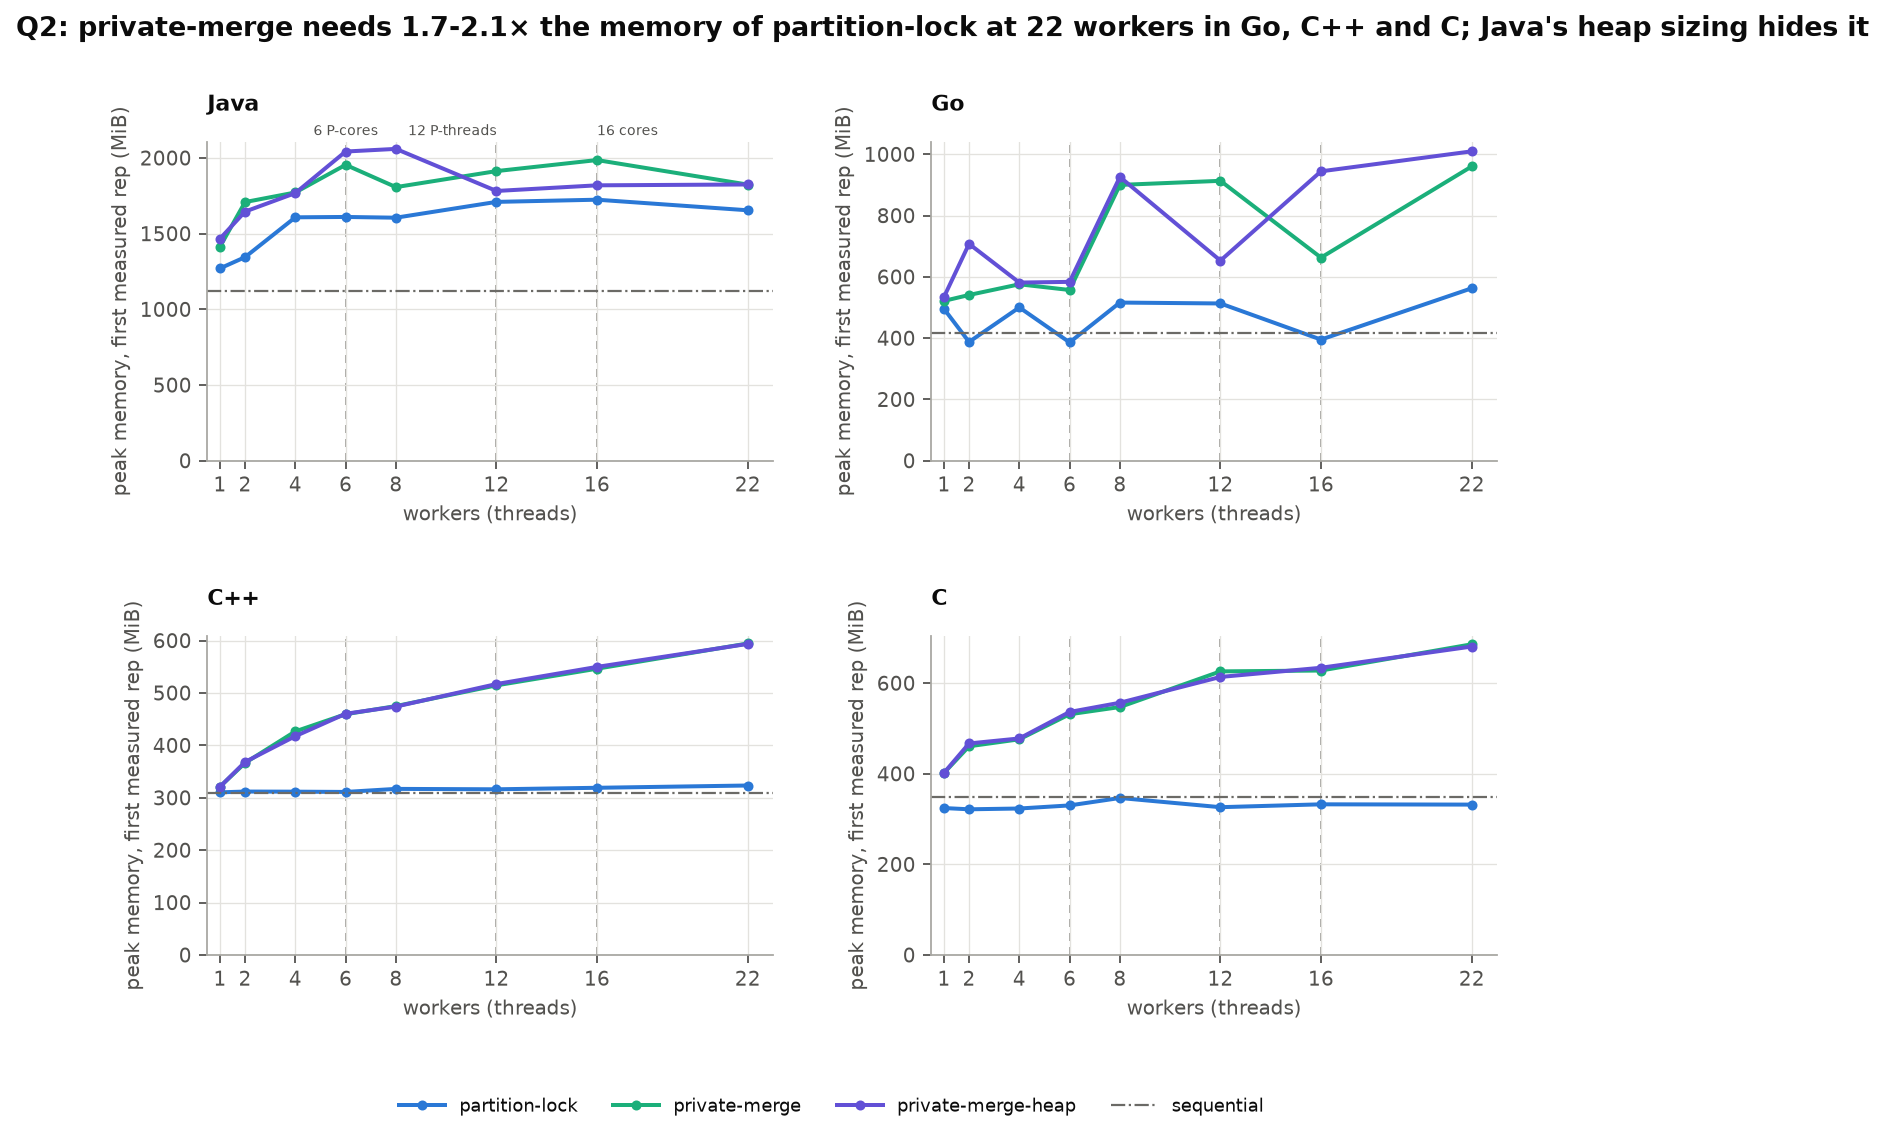 Q2: private-merge needs 1.7-2.1× the memory of partition-lock at 22 workers in Go, C++ and C; Java's heap sizing hides it
Java
6 P-cores 12 P-threads 16 cores
peak memory, first measured rep (MiB)
2000
1500
1000
500
0
1 2 4 6 8 12 16 22
workers (threads)
Go
peak memory, first measured rep (MiB)
1000
800
600
400
200
0
1 2 4 6 8 12 16 22
workers (threads)
C++
peak memory, first measured rep (MiB)
600
500
400
300
200
100
0
1 2 4 6 8 12 16 22
workers (threads)
C
peak memory, first measured rep (MiB)
600
400
200
0
1 2 4 6 8 12 16 22
workers (threads)
partition-lock private-merge private-merge-heap sequential